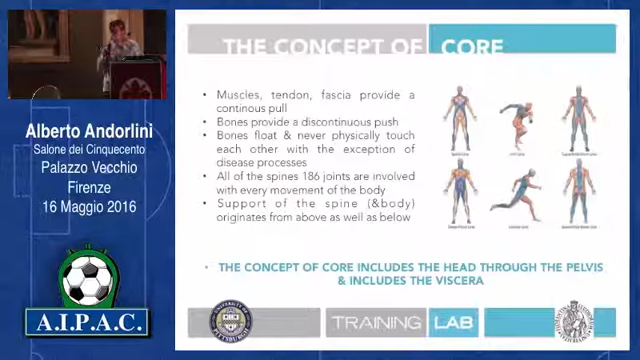 THE CONCEPT OF CORE
• Muscles, tendon, fascia provide a
continous pull
• Bones provide a discontinuous push
• Bones float & never physically touch
each other with the exception of
disease processes
• All of the spines 186 joints are involved
with every movement of the body
• Support of the spine (&body)
originates from above as well as below
• THE CONCEPT OF CORE INCLUDES THE HEAD THROUGH THE PELVIS
& INCLUDES THE VISCERA
TRAINING LAB
Alberto Andorlini
Salone dei Cinquecento
Palazzo Vecchio
Firenze
16 Maggio 2016
A.I.P.A.C.